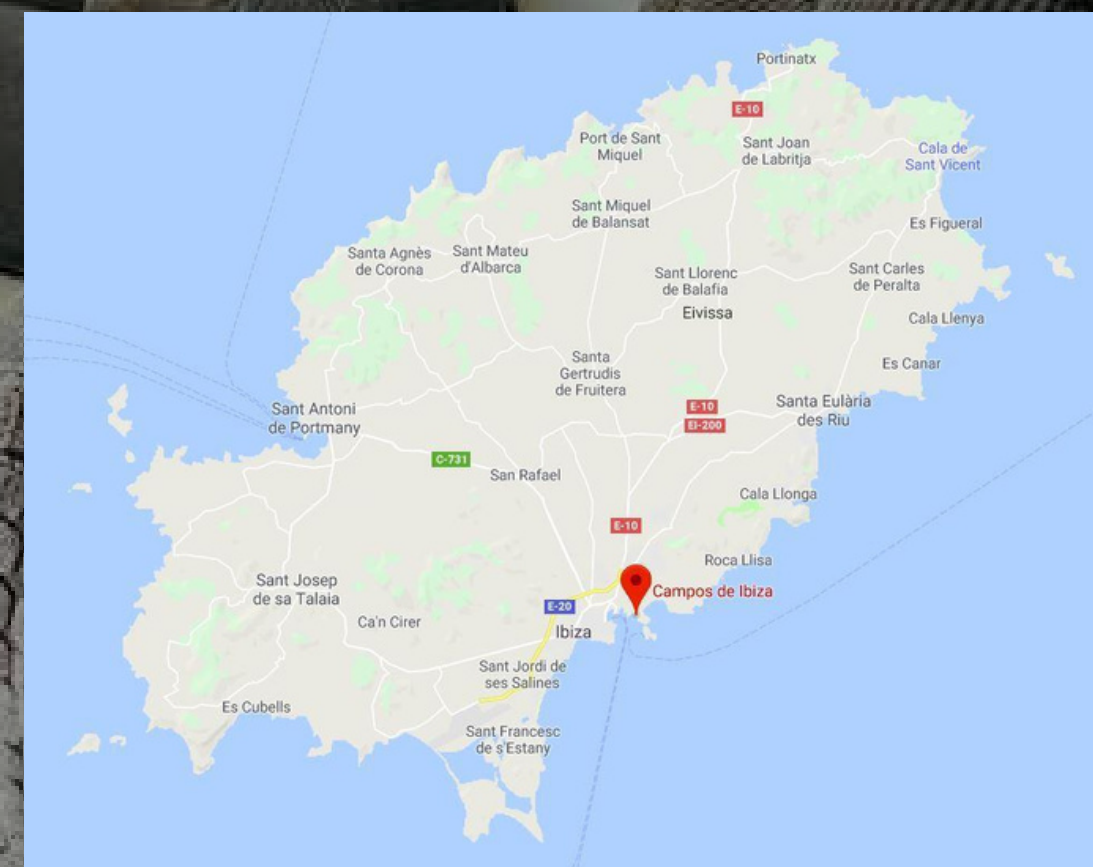 Portinatx
E-10
Port de Sant
Miquel
Sant Joan
de Labritja
Cala de
Sant Vicent
Sant Miquel
de Balansat
Es Figueral
Santa Agnès
de Corona
Sant Mateu
d'Albarca
Sant Llorenc
de Balafia
Sant Carles
de Peralta
Eivissa
Cala Llenya
Santa
Gertrudis
de Fruitera
Es Canar
Sant Antoni
de Portmany
E-10
EI-200
Santa Eulària
des Riu
C-731
San Rafael
Cala Llonga
E-10
Roca Llisa
Sant Josep
de sa Talaia
Campos de Ibiza
Ca'n Cirer
E-20
Ibiza
Sant Jordi de
ses Salines
Es Cubells
Sant Francesc
de s'Estany